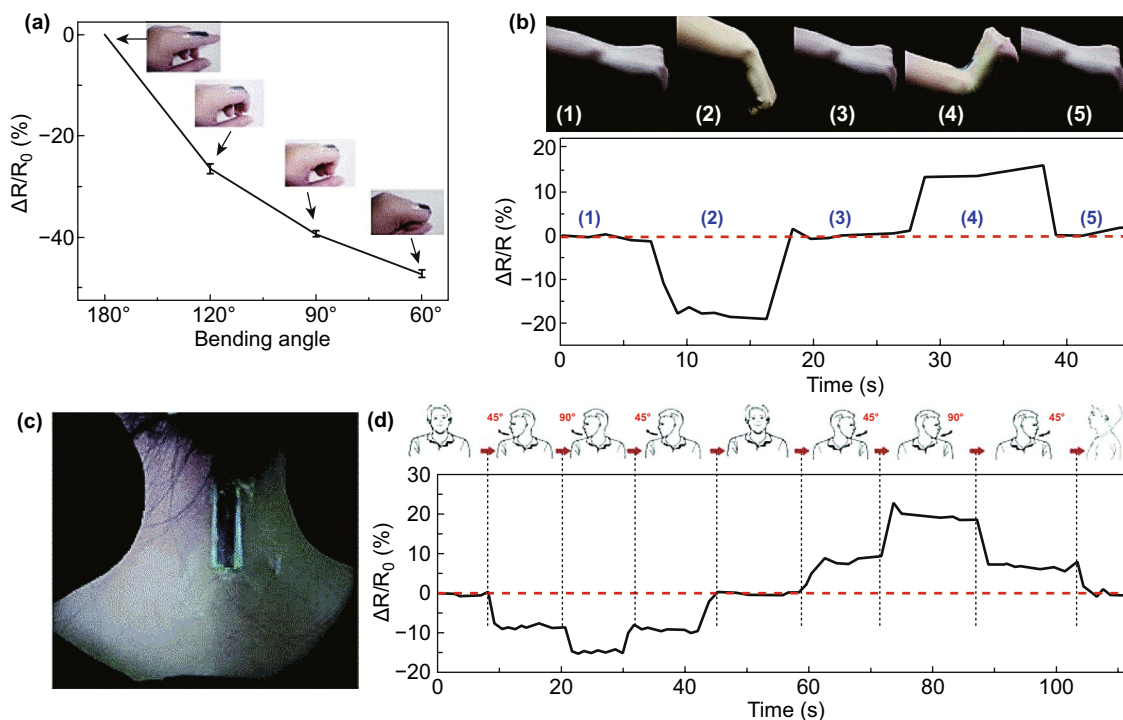 (a)
0
−20
−40
ΔR/R₀ (%)
180° 120° 90° 60°
Bending angle
(b)
(1) (2) (3) (4) (5)
20
10
0
−10
−20
ΔR/R (%)
(1) (2) (3) (4) (5)
0 10 20 30 40
Time (s)
(c)
(d)
45° 90° 45° 45° 90° 45°
30
20
10
0
−10
−20
ΔR/R₀ (%)
0 20 40 60 80 100
Time (s)